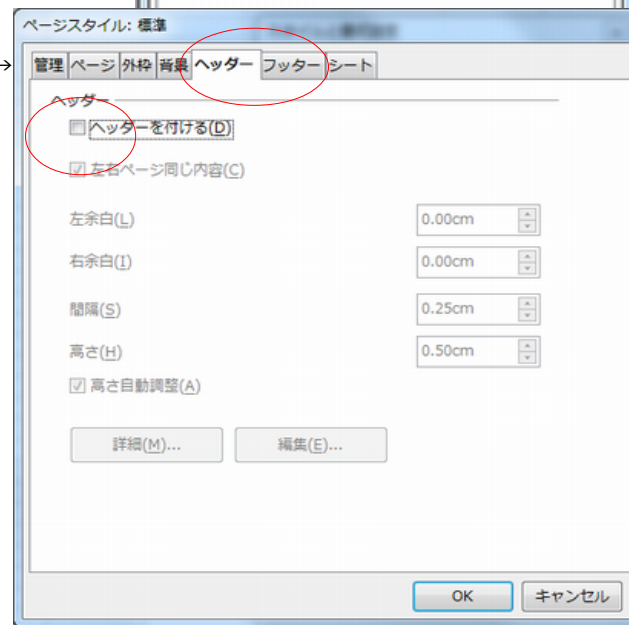 ページスタイル: 標準
→
管理 ページ 外枠 背景 ヘッダー フッター シート
ヘッダー
ヘッダーを付ける(D)
左右ページ同じ内容(C)
左余白(L) 0.00cm
右余白(I) 0.00cm
間隔(S) 0.25cm
高さ(H) 0.50cm
高さ自動調整(A)
詳細(M)... 編集(E)...
OK キャンセル